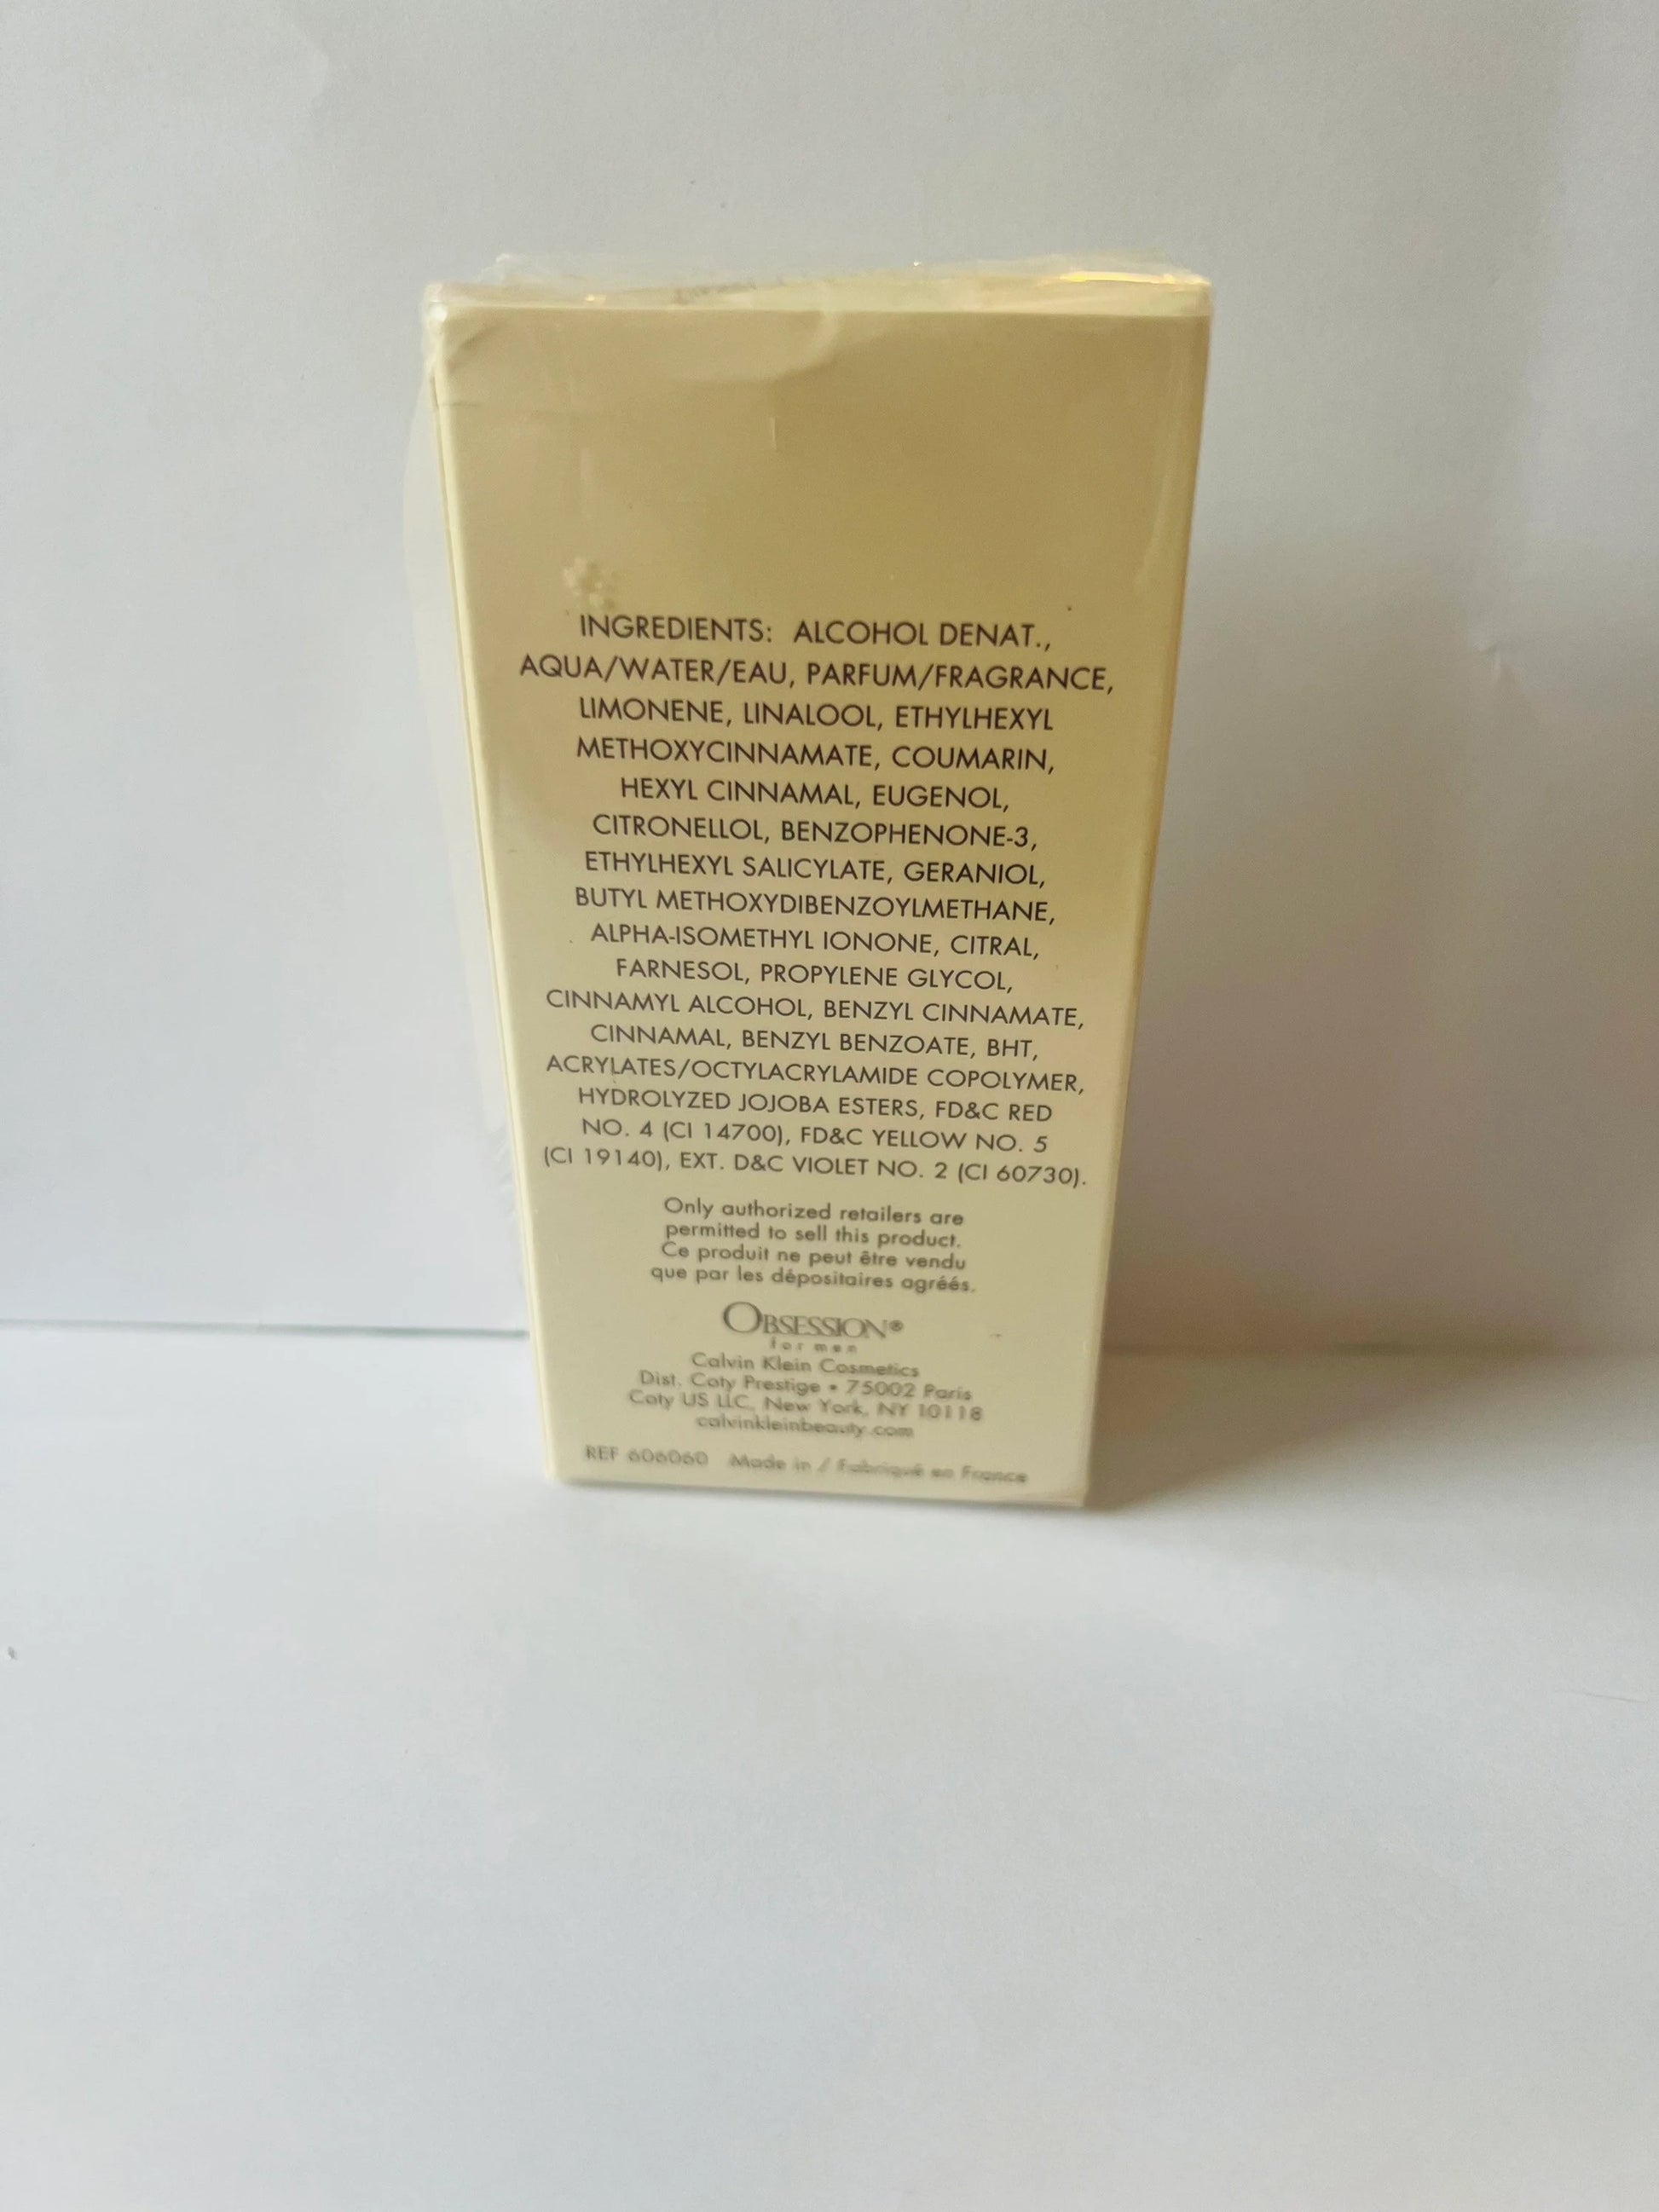 INGREDIENTS: ALCOHOL DENAT.,
AQUA/WATER/EAU, PARFUM/FRAGRANCE,
LIMONENE, LINALOOL, ETHYLHEXYL
METHOXYCINNAMATE, COUMARIN,
HEXYL CINNAMAL, EUGENOL,
CITRONELLOL, BENZOPHENONE-3,
ETHYLHEXYL SALICYLATE, GERANIOL,
BUTYL METHOXYDIBENZOYLMETHANE,
ALPHA-ISOMETHYL IONONE, CITRAL,
FARNESOL, PROPYLENE GLYCOL,
CINNAMYL ALCOHOL, BENZYL CINNAMATE,
CINNAMAL, BENZYL BENZOATE, BHT,
ACRYLATES/OCTYLACRYLAMIDE COPOLYMER,
HYDROLYZED JOJOBA ESTERS, FD&C RED
NO. 4 (CI 14700), FD&C YELLOW NO. 5
(CI 19140), EXT. D&C VIOLET NO. 2 (CI 60730).
Only authorized retailers are
permitted to sell this product.
Ce produit ne peut être vendu
que par les dépositaires agréés.
OBSESSION®
for men
Calvin Klein Cosmetics
Dist. Coty Prestige • 75002 Paris
Coty US LLC, New York, NY 10118
calvinkleinbeauty.com
REF 606060 Made in / Fabriqué en France